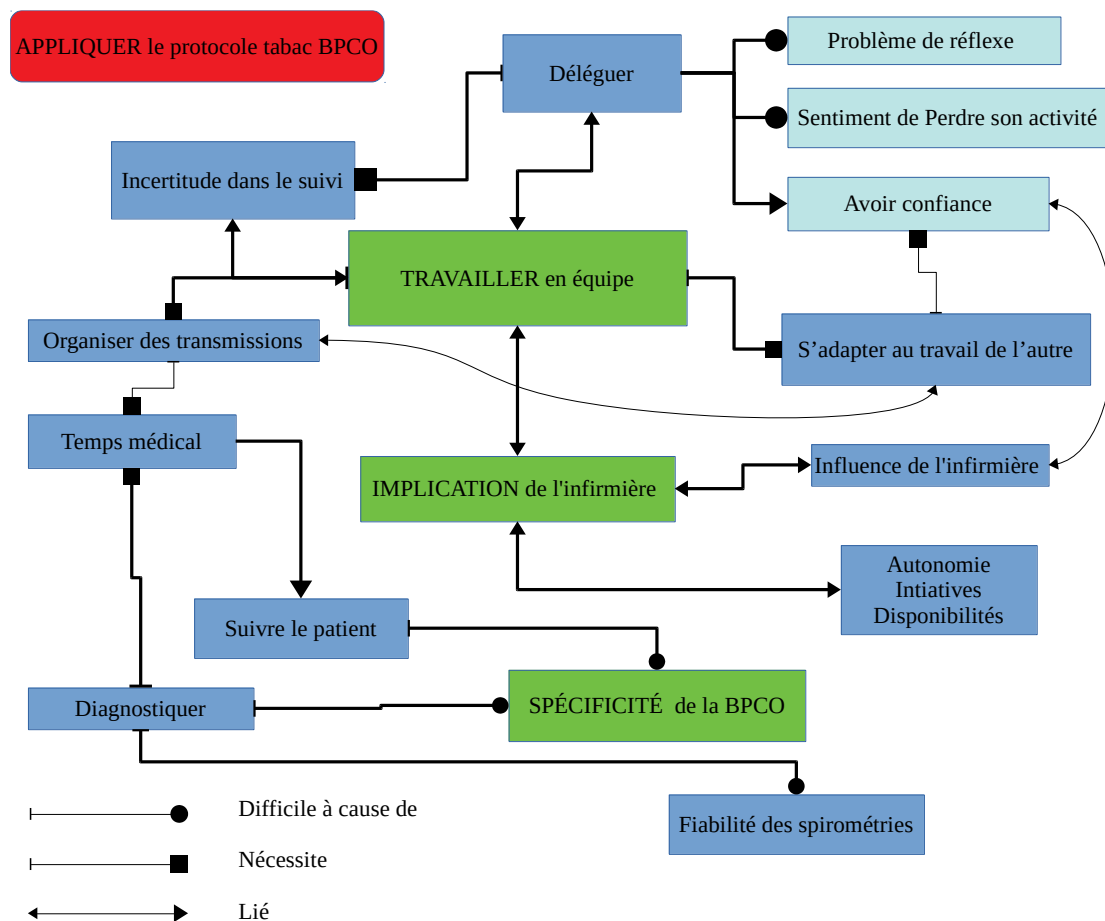 APPLIQUER le protocole tabac BPCO
Déléguer
Problème de réflexe
Sentiment de Perdre son activité
Incertitude dans le suivi
Avoir confiance
TRAVAILLER en équipe
Organiser des transmissions
S’adapter au travail de l’autre
Temps médical
IMPLICATION de l'infirmière
Influence de l'infirmière
Autonomie
Intiatives
Disponibilités
Suivre le patient
Diagnostiquer
SPÉCIFICITÉ de la BPCO
Fiabilité des spirométries
Difficile à cause de
Nécessite
Lié